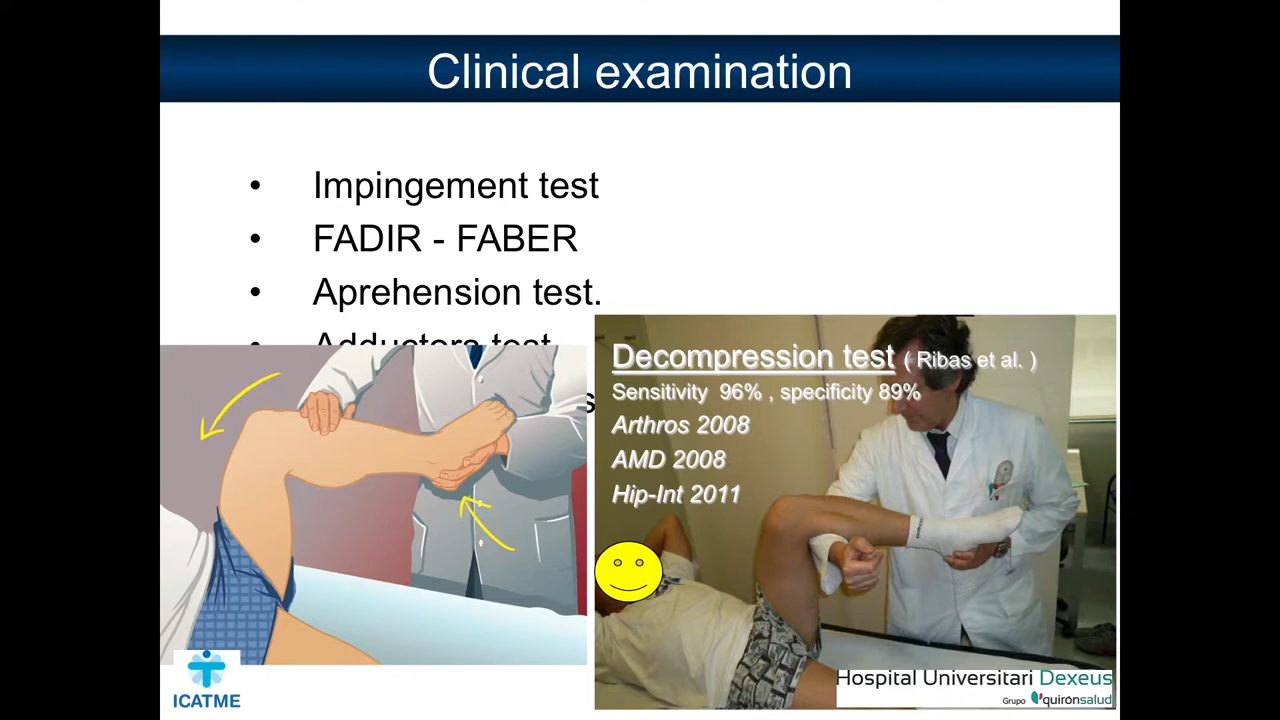 Clinical examination
• Impingement test
• FADIR - FABER
• Aprehension test.
• Adductors test
Decompression test ( Ribas et al. )
Sensitivity 96% , specificity 89%
Arthros 2008
AMD 2008
Hip-Int 2011
ICATME
Hospital Universitari Dexeus
Grupo quirónsalud